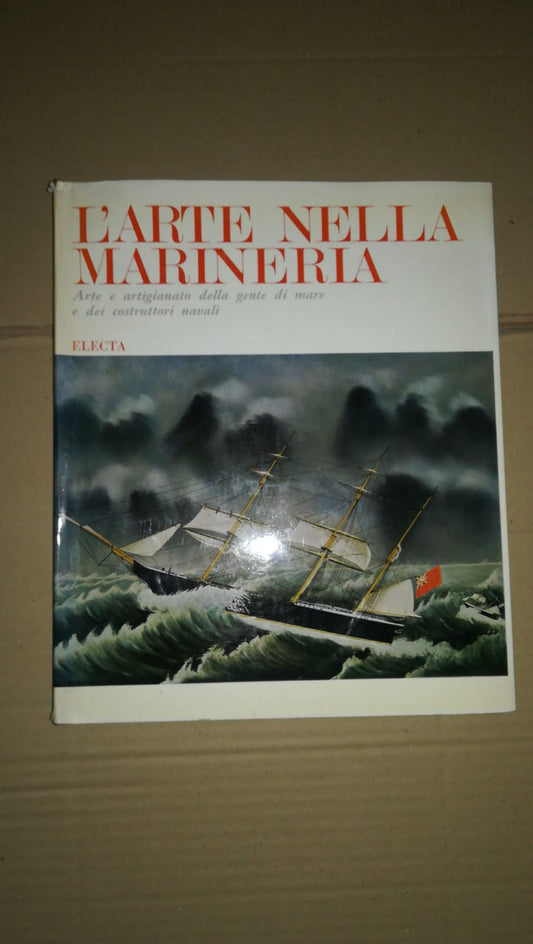 L'ARTE NELLA
MARINERIA
Arte e artigianato della gente di mare
e dei costruttori navali
ELECTA